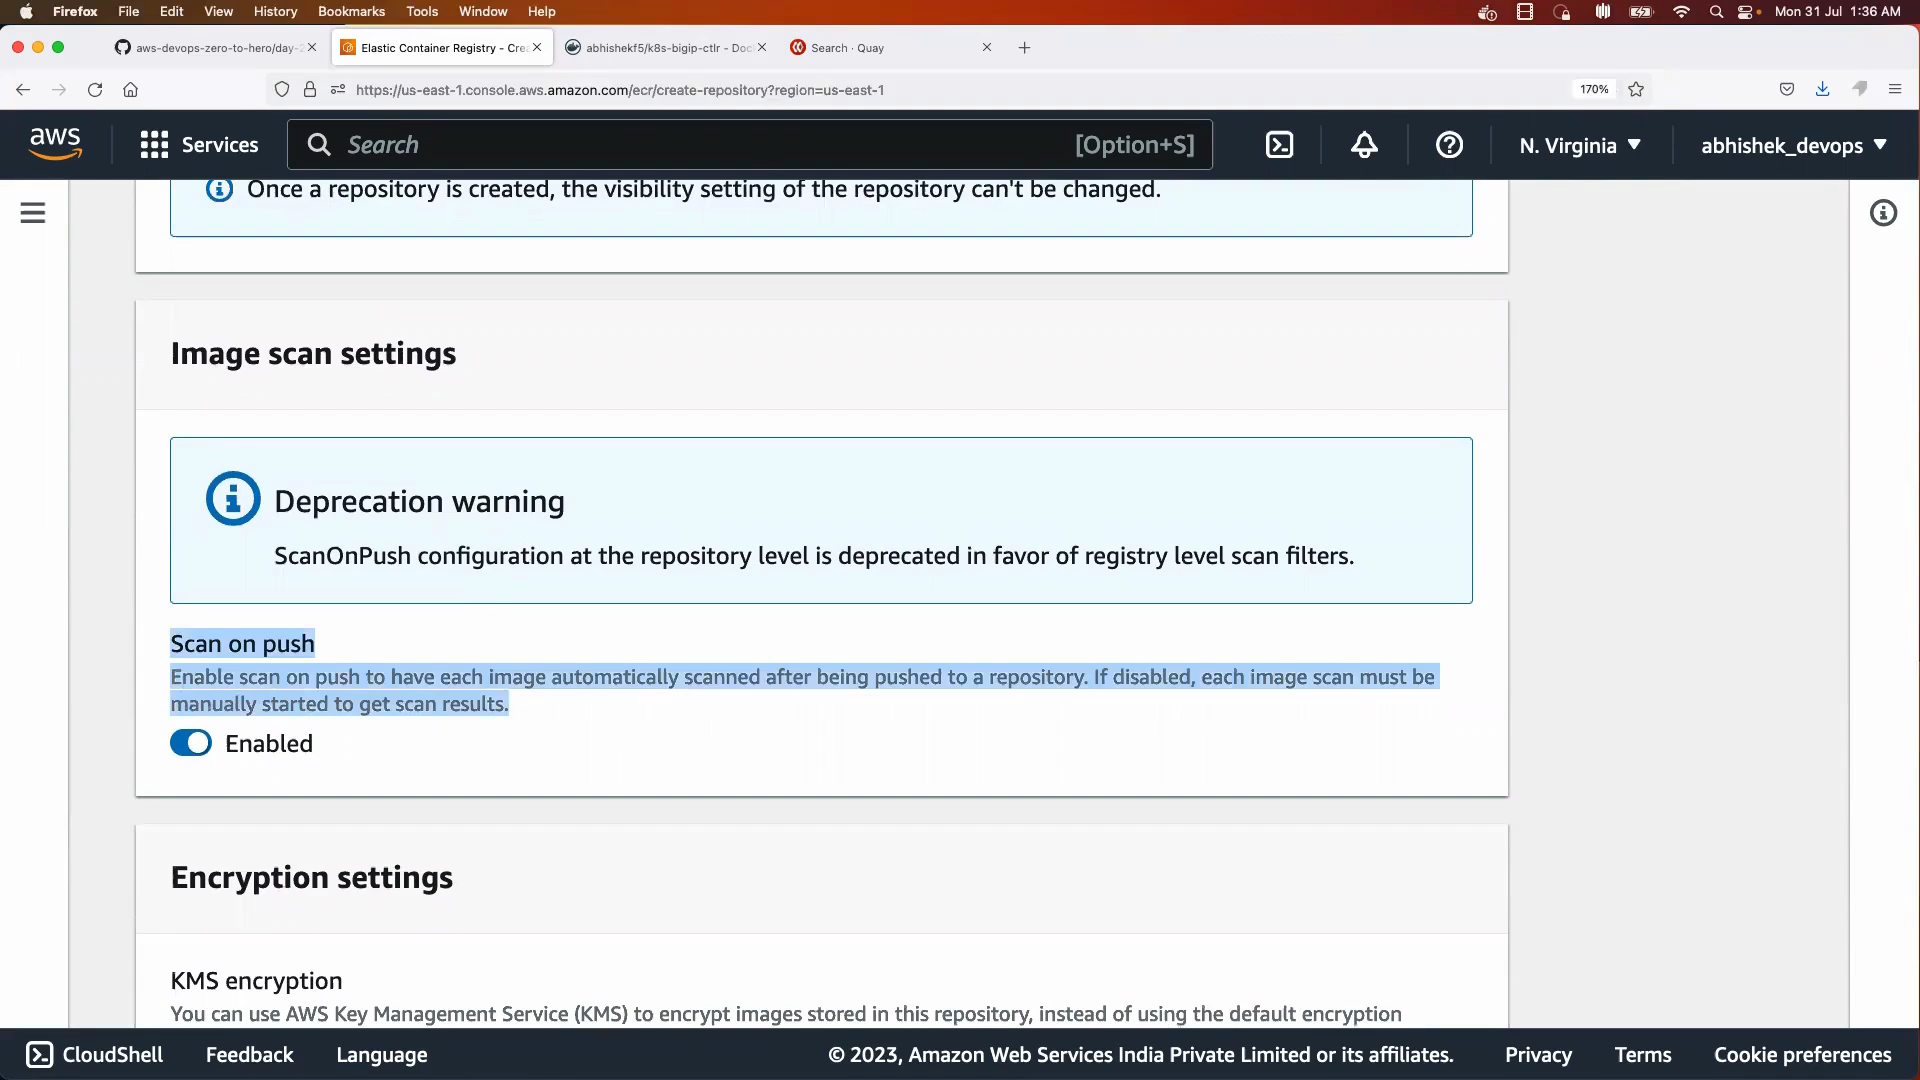 Firefox File Edit View History Bookmarks Tools Window Help Mon 31 Jul 1:36 AM
aws-devops-zero-to-hero/day-2 Elastic Container Registry - Crea abhishekf5/k8s-bigip-ctlr - Doc Search · Quay
https://us-east-1.console.aws.amazon.com/ecr/create-repository?region=us-east-1 170%
aws Services Search [Option+S] N. Virginia abhishek_devops
Once a repository is created, the visibility setting of the repository can't be changed.
Image scan settings
Deprecation warning
ScanOnPush configuration at the repository level is deprecated in favor of registry level scan filters.
Scan on push
Enable scan on push to have each image automatically scanned after being pushed to a repository. If disabled, each image scan must be
manually started to get scan results.
Enabled
Encryption settings
KMS encryption
You can use AWS Key Management Service (KMS) to encrypt images stored in this repository, instead of using the default encryption
CloudShell Feedback Language © 2023, Amazon Web Services India Private Limited or its affiliates. Privacy Terms Cookie preferences